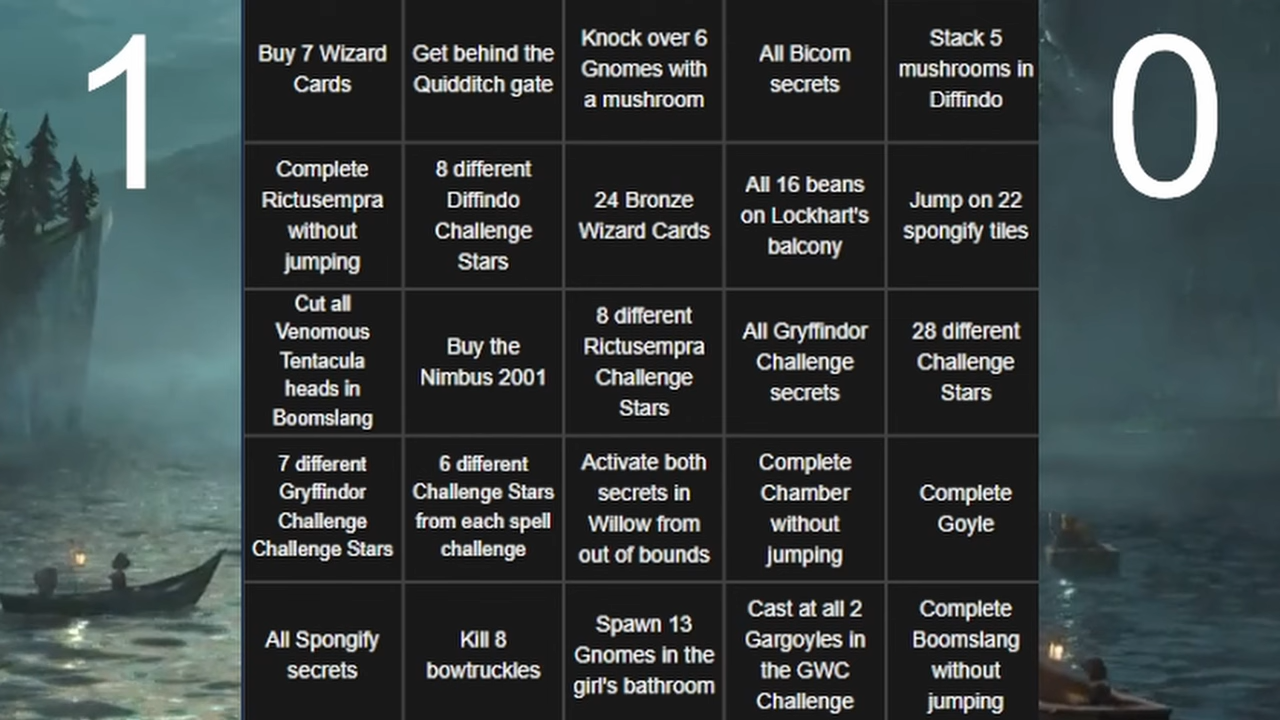 1
Buy 7 Wizard
Cards
Get behind the
Quidditch gate
Knock over 6
Gnomes with
a mushroom
All Bicorn
secrets
Stack 5
mushrooms in
Diffindo
0
Complete
Rictusempra
without
jumping
8 different
Diffindo
Challenge
Stars
24 Bronze
Wizard Cards
All 16 beans
on Lockhart's
balcony
Jump on 22
spongify tiles
Cut all
Venomous
Tentacula
heads in
Boomslang
Buy the
Nimbus 2001
8 different
Rictusempra
Challenge
Stars
All Gryffindor
Challenge
secrets
28 different
Challenge
Stars
7 different
Gryffindor
Challenge
Challenge Stars
6 different
Challenge Stars
from each spell
challenge
Activate both
secrets in
Willow from
out of bounds
Complete
Chamber
without
jumping
Complete
Goyle
All Spongify
secrets
Kill 8
bowtruckles
Spawn 13
Gnomes in the
girl's bathroom
Cast at all 2
Gargoyles in
the GWC
Challenge
Complete
Boomslang
without
jumping